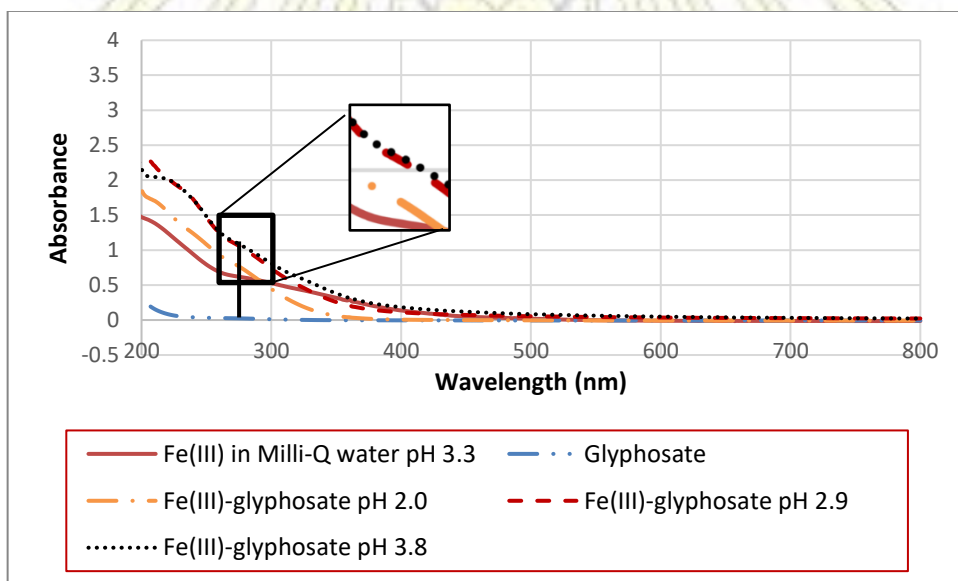 4
3.5
3
2.5
2
1.5
1
0.5
0
-0.5
Absorbance
200 300 400 500 600 700 800
Wavelength (nm)
Fe(III) in Milli-Q water pH 3.3 Glyphosate
Fe(III)-glyphosate pH 2.0 Fe(III)-glyphosate pH 2.9
Fe(III)-glyphosate pH 3.8